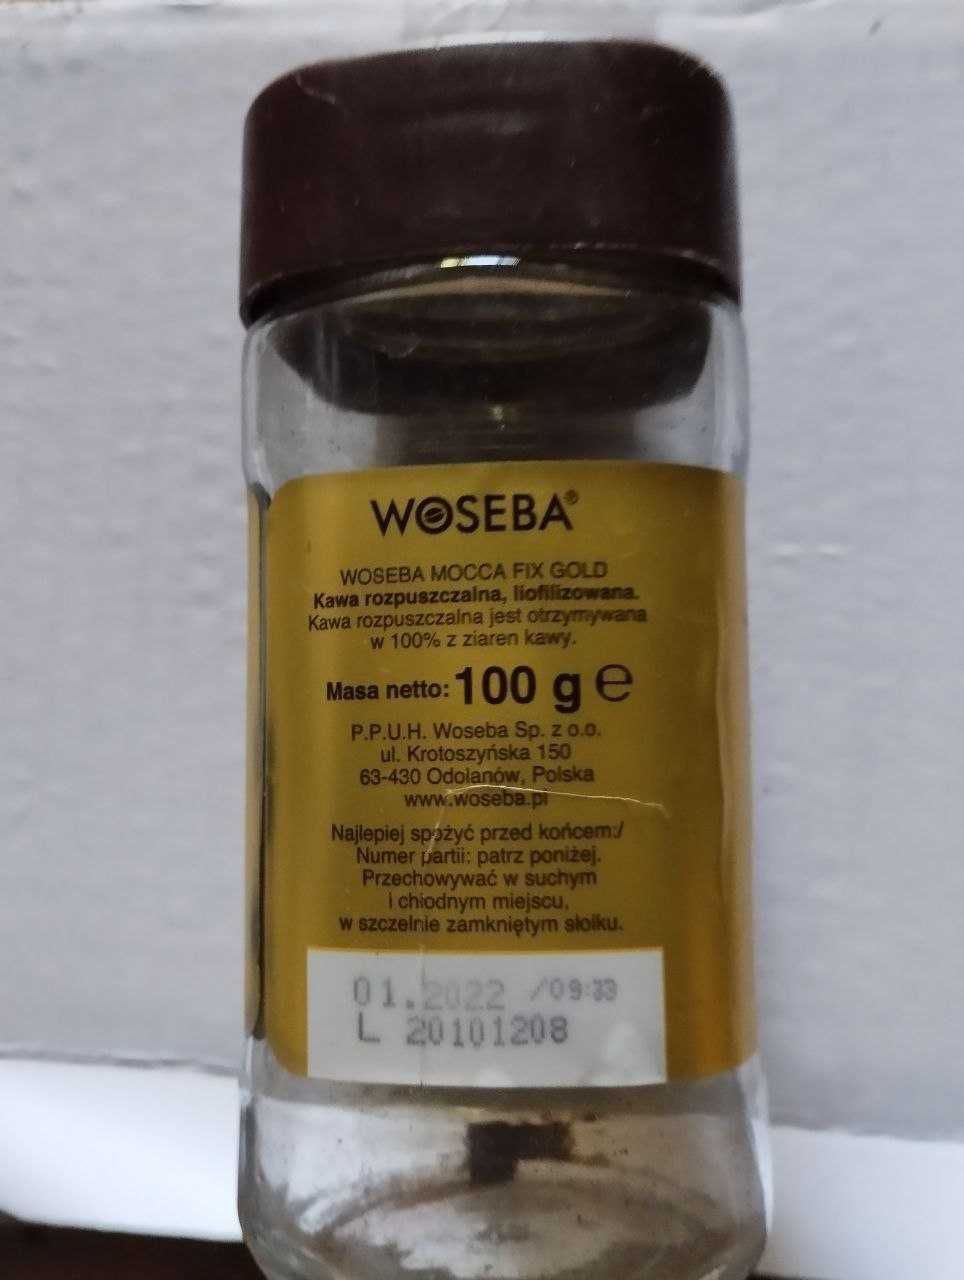 WOSEBA®
WOSEBA MOCCA FIX GOLD
Kawa rozpuszczalna, liofilizowana.
Kawa rozpuszczalna jest otrzymywana
w 100% z ziaren kawy.
Masa netto: 100 g ℮
P.P.U.H. Woseba Sp. z o.o.
ul. Krotoszyńska 150
63-430 Odolanów, Polska
www.woseba.pl
Najlepiej spożyć przed końcem:/
Numer partii: patrz poniżej.
Przechowywać w suchym
i chłodnym miejscu,
w szczelnie zamkniętym słoiku.
01.2022 /09:33
L 20101208